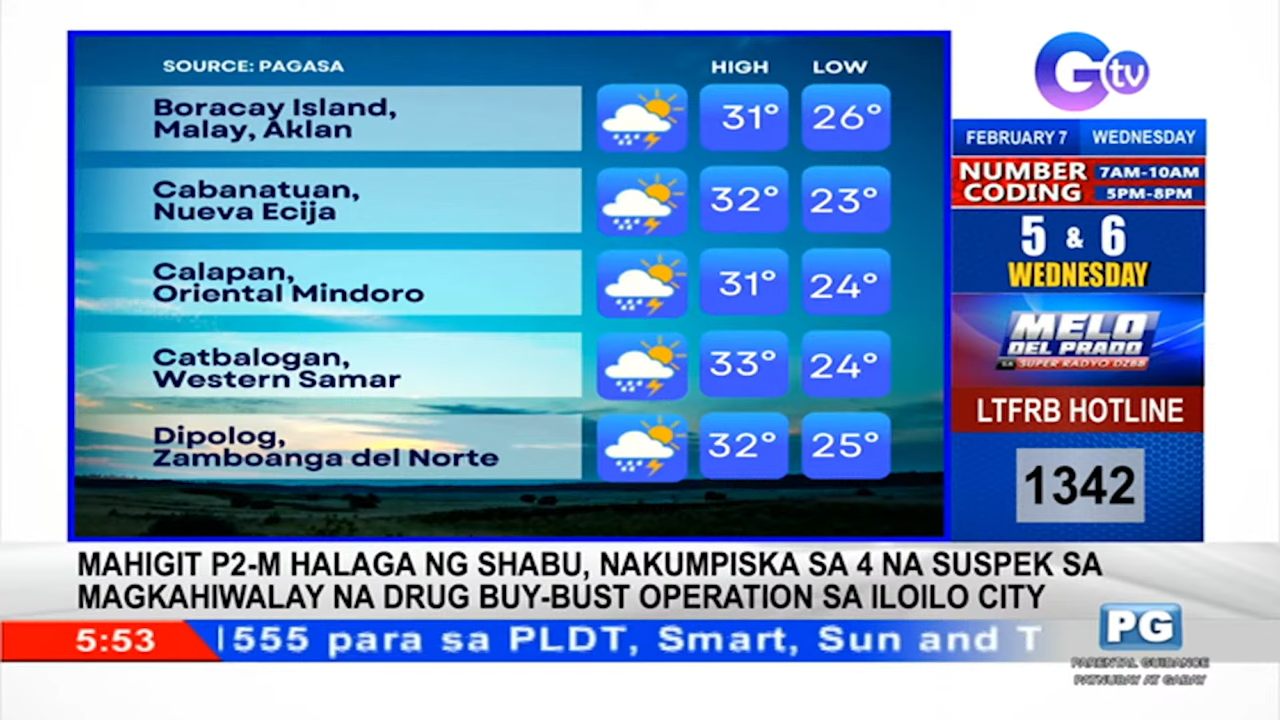 SOURCE: PAGASA
HIGH LOW
Boracay Island,
Malay, Aklan
31° 26°
Cabanatuan,
Nueva Ecija
32° 23°
Calapan,
Oriental Mindoro
31° 24°
Catbalogan,
Western Samar
33° 24°
Dipolog,
Zamboanga del Norte
32° 25°
Gtv
FEBRUARY 7 WEDNESDAY
NUMBER CODING
7AM-10AM
5PM-8PM
5 & 6
WEDNESDAY
MELO
DEL PRADO
SA SUPER RADYO DZBB
LTFRB HOTLINE
1342
MAHIGIT P2-M HALAGA NG SHABU, NAKUMPISKA SA 4 NA SUSPEK SA
MAGKAHIWALAY NA DRUG BUY-BUST OPERATION SA ILOILO CITY
5:53
1555 para sa PLDT, Smart, Sun and T
PG
PARENTAL GUIDANCE
PATNUBAY AT GABAY